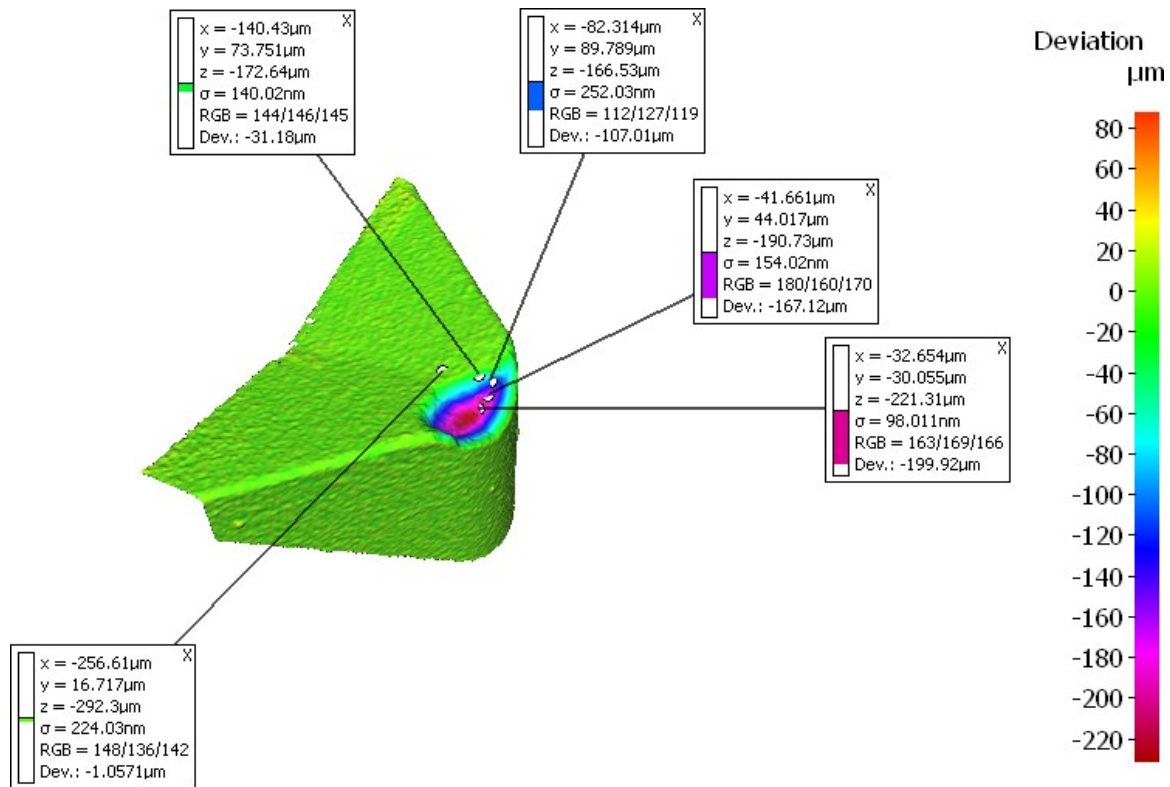 X
x = -140.43µm
y = 73.751µm
z = -172.64µm
σ = 140.02nm
RGB = 144/146/145
Dev.: -31.18µm
X
x = -82.314µm
y = 89.789µm
z = -166.53µm
σ = 252.03nm
RGB = 112/127/119
Dev.: -107.01µm
X
x = -41.661µm
y = 44.017µm
z = -190.73µm
σ = 154.02nm
RGB = 180/160/170
Dev.: -167.12µm
X
x = -32.654µm
y = -30.055µm
z = -221.31µm
σ = 98.011nm
RGB = 163/169/166
Dev.: -199.92µm
X
x = -256.61µm
y = 16.717µm
z = -292.3µm
σ = 224.03nm
RGB = 148/136/142
Dev.: -1.0571µm
Deviation
µm
80
60
40
20
0
-20
-40
-60
-80
-100
-120
-140
-160
-180
-200
-220